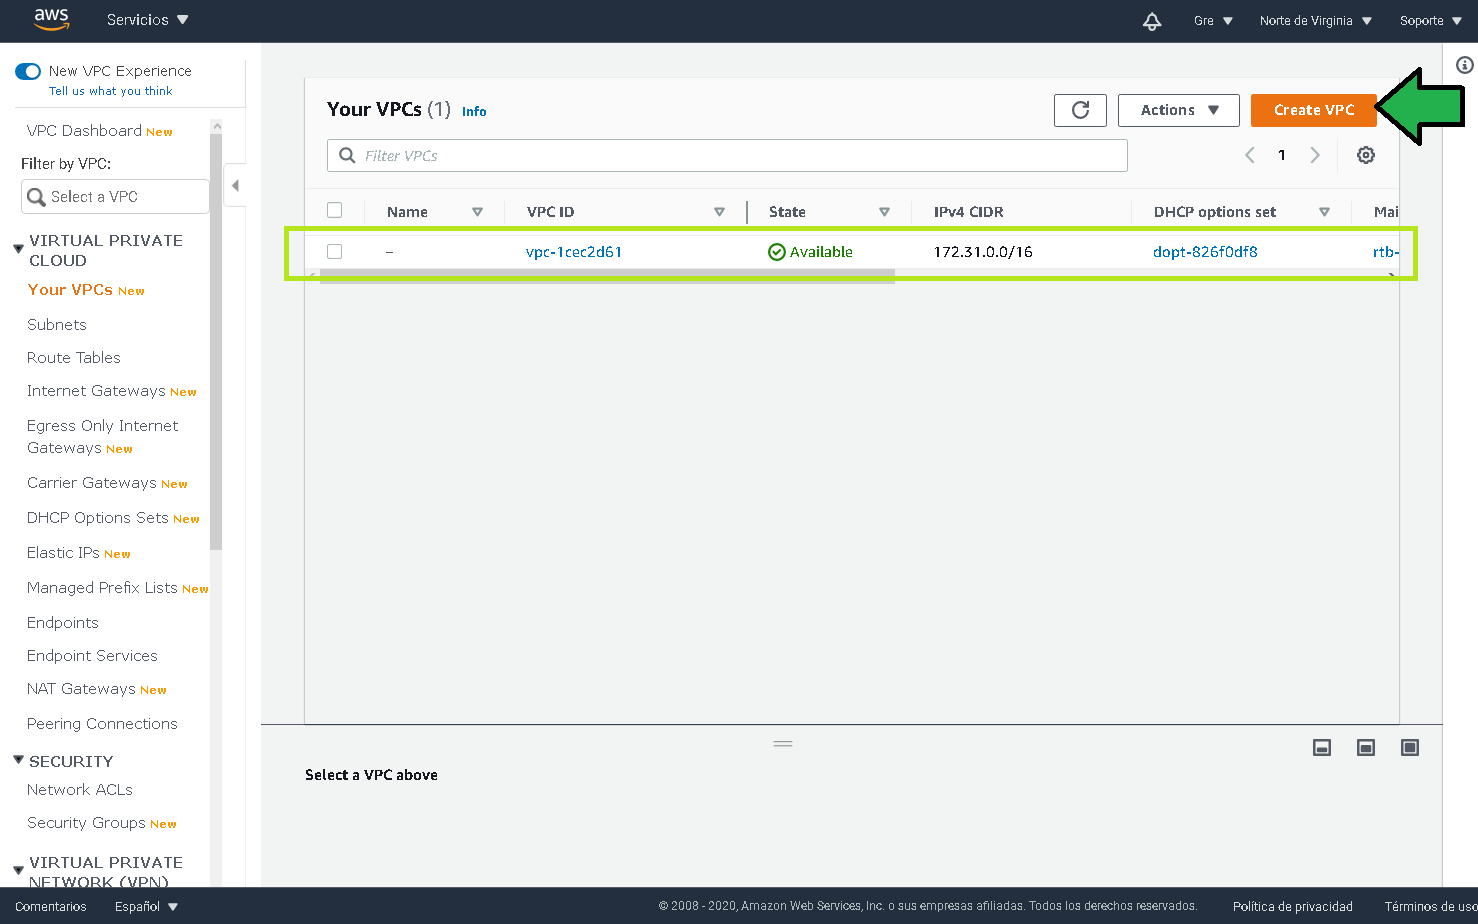 aws Servicios Gre Norte de Virginia Soporte
New VPC Experience
Tell us what you think
VPC Dashboard New
Filter by VPC:
Select a VPC
VIRTUAL PRIVATE
CLOUD
Your VPCs New
Subnets
Route Tables
Internet Gateways New
Egress Only Internet
Gateways New
Carrier Gateways New
DHCP Options Sets New
Elastic IPs New
Managed Prefix Lists New
Endpoints
Endpoint Services
NAT Gateways New
Peering Connections
SECURITY
Network ACLs
Security Groups New
VIRTUAL PRIVATE
NETWORK (VPN)
Your VPCs (1) Info
Actions Create VPC
Filter VPCs
1
Name VPC ID State IPv4 CIDR DHCP options set Mai
– vpc-1cec2d61 Available 172.31.0.0/16 dopt-826f0df8 rtb-
Select a VPC above
Comentarios Español © 2008 - 2020, Amazon Web Services, Inc. o sus empresas afiliadas. Todos los derechos reservados. Política de privacidad Términos de uso